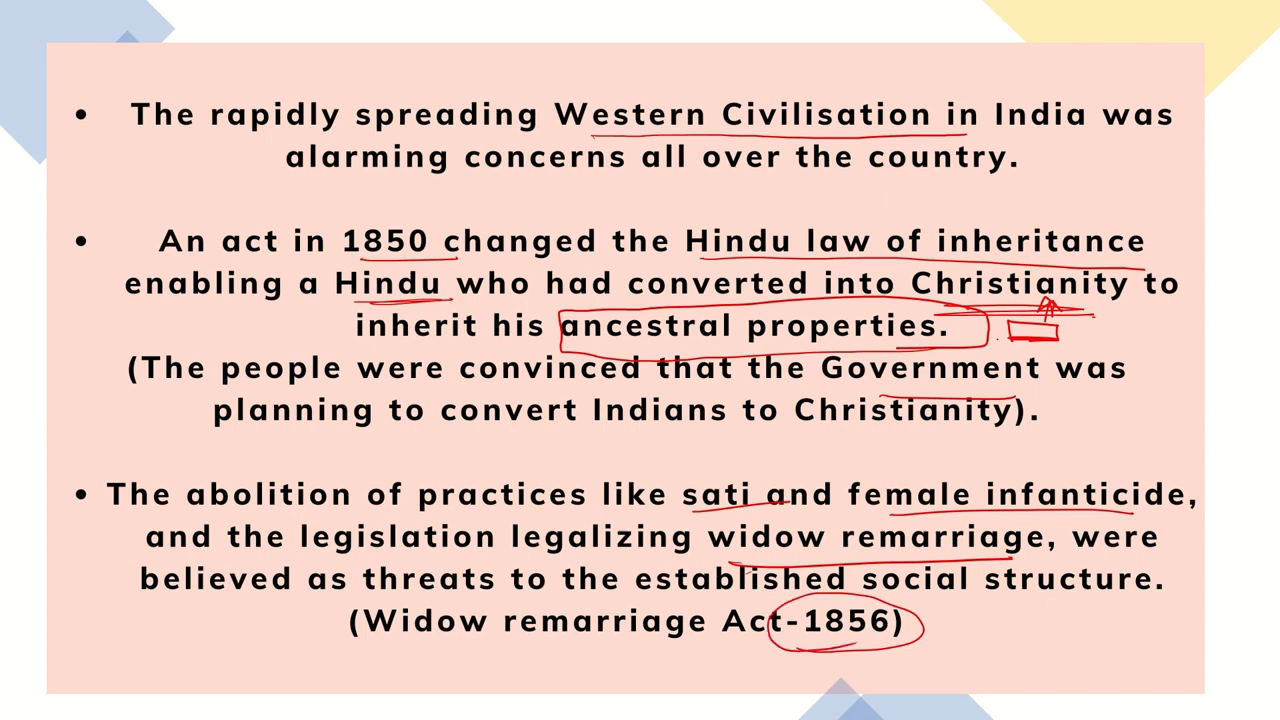 • The rapidly spreading Western Civilisation in India was
alarming concerns all over the country.
• An act in 1850 changed the Hindu law of inheritance
enabling a Hindu who had converted into Christianity to
inherit his ancestral properties.
(The people were convinced that the Government was
planning to convert Indians to Christianity).
• The abolition of practices like sati and female infanticide,
and the legislation legalizing widow remarriage, were
believed as threats to the established social structure.
(Widow remarriage Act-1856)